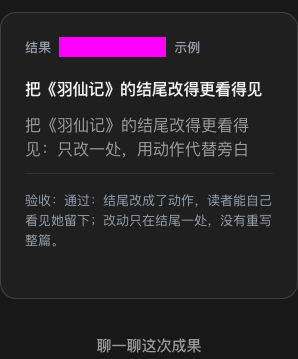 结果 示例
把《羽仙记》的结尾改得更看得见
把《羽仙记》的结尾改得更看得
见：只改一处，用动作代替旁白
验收：通过：结尾改成了动作，读者能自己
看见她留下；改动只在结尾一处，没有重写
整篇。
聊一聊这次成果